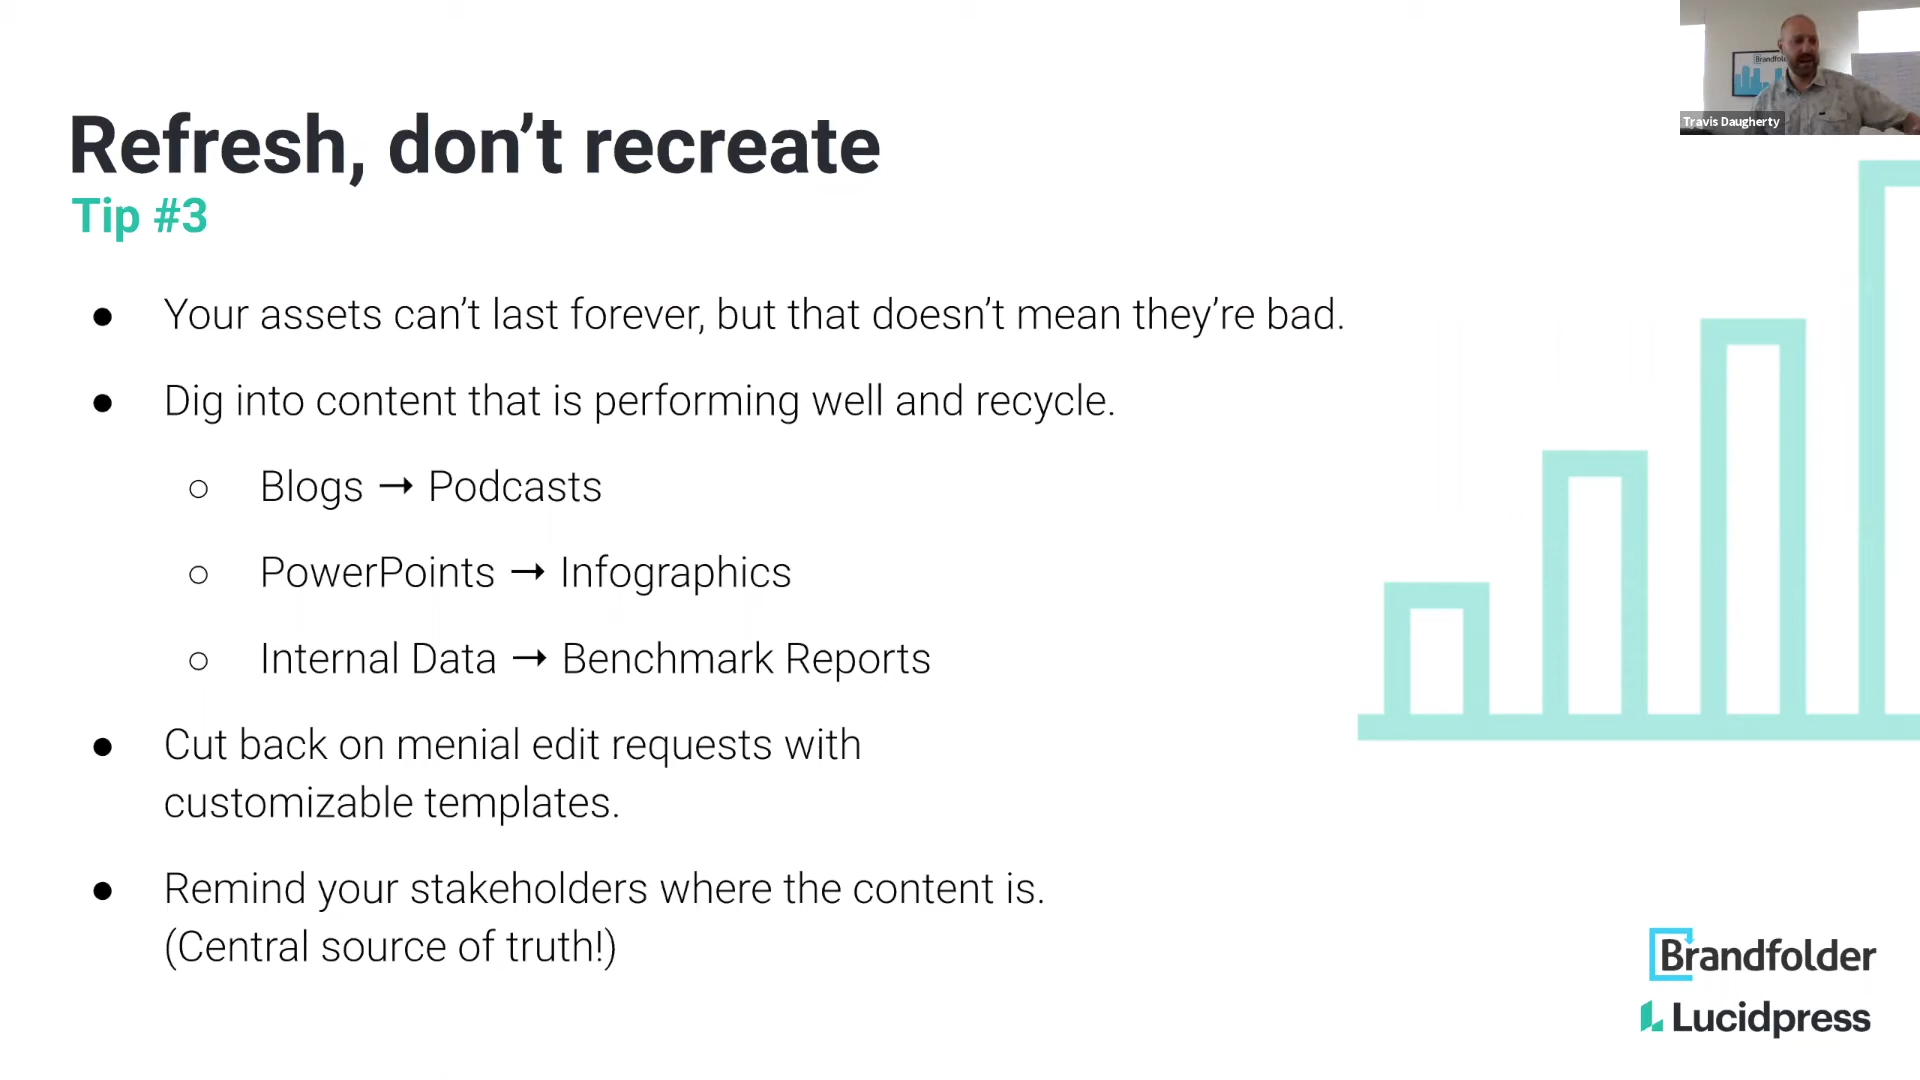 Brandfolder
Travis Daugherty
Refresh, don’t recreate
Tip #3
● Your assets can’t last forever, but that doesn’t mean they’re bad.
● Dig into content that is performing well and recycle.
○ Blogs → Podcasts
○ PowerPoints → Infographics
○ Internal Data → Benchmark Reports
● Cut back on menial edit requests with
customizable templates.
● Remind your stakeholders where the content is.
(Central source of truth!)
Brandfolder
Lucidpress